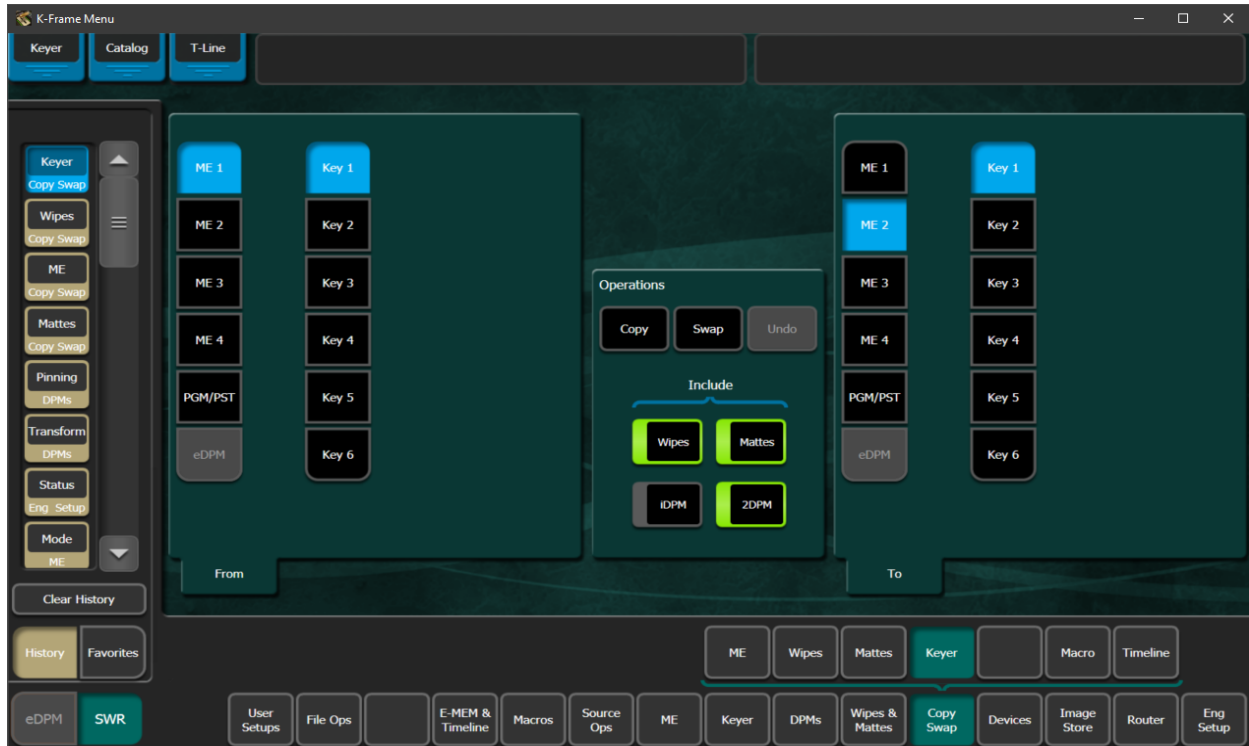 K-Frame Menu
Keyer
Catalog
T-Line
Keyer
Copy Swap
Wipes
Copy Swap
ME
Copy Swap
Mattes
Copy Swap
Pinning
DPMs
Transform
DPMs
Status
Eng Setup
Mode
ME
Clear History
History
Favorites
eDPM
SWR
ME 1
Key 1
ME 2
Key 2
ME 3
Key 3
ME 4
Key 4
PGM/PST
Key 5
eDPM
Key 6
From
Operations
Copy
Swap
Undo
Include
Wipes
Mattes
iDPM
2DPM
ME 1
Key 1
ME 2
Key 2
ME 3
Key 3
ME 4
Key 4
PGM/PST
Key 5
eDPM
Key 6
To
ME
Wipes
Mattes
Keyer
Macro
Timeline
User
Setups
File Ops
E-MEM &
Timeline
Macros
Source
Ops
ME
Keyer
DPMs
Wipes &
Mattes
Copy
Swap
Devices
Image
Store
Router
Eng
Setup